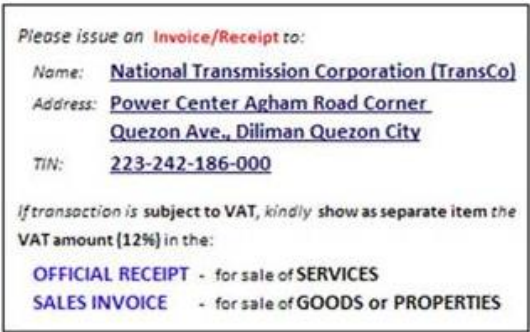 Please issue an Invoice/Receipt to:
Name: National Transmission Corporation (TransCo)
Address: Power Center Agham Road Corner
Quezon Ave., Diliman Quezon City
TIN: 223-242-186-000
If transaction is subject to VAT, kindly show as separate item the
VAT amount (12%) in the:
OFFICIAL RECEIPT - for sale of SERVICES
SALES INVOICE - for sale of GOODS or PROPERTIES